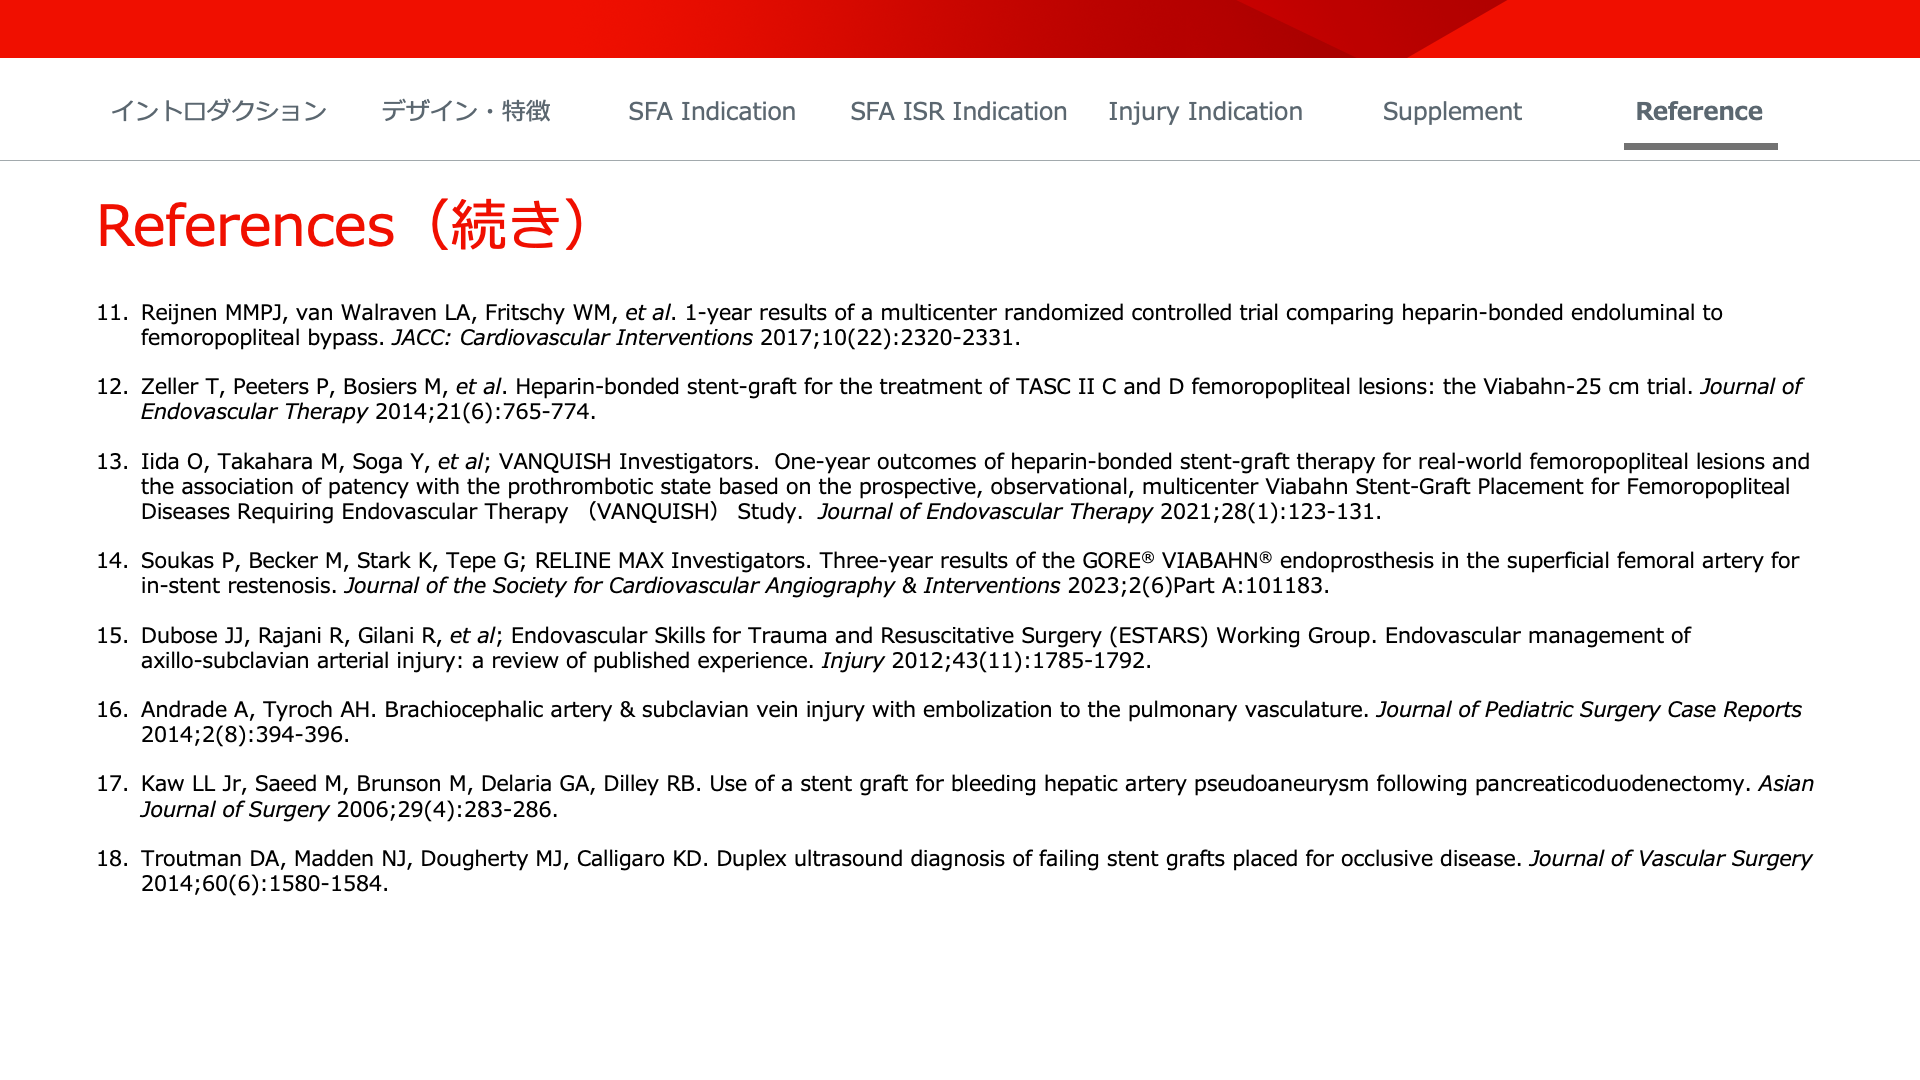 イントロダクション
デザイン・特徴
SFA Indication
SFA ISR Indication
Injury Indication
Supplement
Reference
References（続き）
11. Reijnen MMPJ, van Walraven LA, Fritschy WM, et al. 1-year results of a multicenter randomized controlled trial comparing heparin-bonded endoluminal to
femoropopliteal bypass. JACC: Cardiovascular Interventions 2017;10(22):2320-2331.
12. Zeller T, Peeters P, Bosiers M, et al. Heparin-bonded stent-graft for the treatment of TASC II C and D femoropopliteal lesions: the Viabahn-25 cm trial. Journal of
Endovascular Therapy 2014;21(6):765-774.
13. Iida O, Takahara M, Soga Y, et al; VANQUISH Investigators. One-year outcomes of heparin-bonded stent-graft therapy for real-world femoropopliteal lesions and
the association of patency with the prothrombotic state based on the prospective, observational, multicenter Viabahn Stent-Graft Placement for Femoropopliteal
Diseases Requiring Endovascular Therapy （VANQUISH） Study. Journal of Endovascular Therapy 2021;28(1):123-131.
14. Soukas P, Becker M, Stark K, Tepe G; RELINE MAX Investigators. Three-year results of the GORE® VIABAHN® endoprosthesis in the superficial femoral artery for
in-stent restenosis. Journal of the Society for Cardiovascular Angiography & Interventions 2023;2(6)Part A:101183.
15. Dubose JJ, Rajani R, Gilani R, et al; Endovascular Skills for Trauma and Resuscitative Surgery (ESTARS) Working Group. Endovascular management of
axillo-subclavian arterial injury: a review of published experience. Injury 2012;43(11):1785-1792.
16. Andrade A, Tyroch AH. Brachiocephalic artery & subclavian vein injury with embolization to the pulmonary vasculature. Journal of Pediatric Surgery Case Reports
2014;2(8):394-396.
17. Kaw LL Jr, Saeed M, Brunson M, Delaria GA, Dilley RB. Use of a stent graft for bleeding hepatic artery pseudoaneurysm following pancreaticoduodenectomy. Asian
Journal of Surgery 2006;29(4):283-286.
18. Troutman DA, Madden NJ, Dougherty MJ, Calligaro KD. Duplex ultrasound diagnosis of failing stent grafts placed for occlusive disease. Journal of Vascular Surgery
2014;60(6):1580-1584.